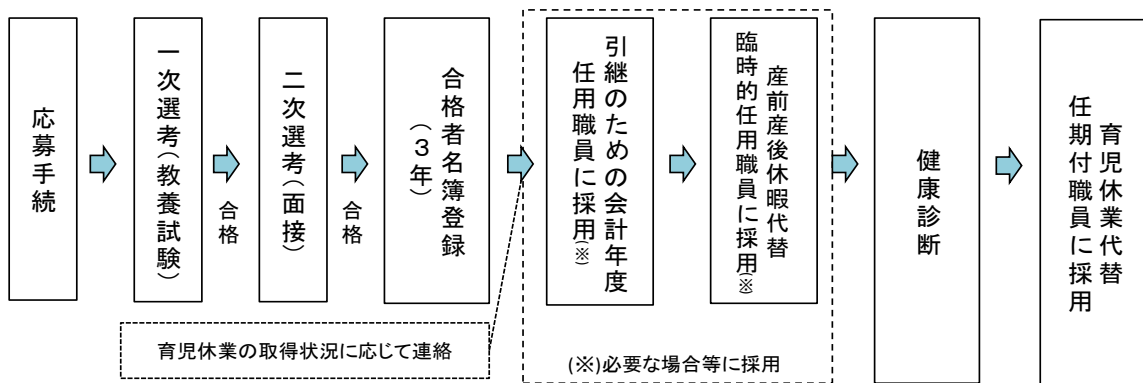 応募手続
一次選考(教養試験)
合格
二次選考(面接)
合格
合格者名簿登録
(3年)
引継のための会計年度
任用職員に採用(※)
産前産後休暇代替
臨時的任用職員に採用(※)
健康診断
育児休業代替
任期付職員に採用
育児休業の取得状況に応じて連絡
(※)必要な場合等に採用